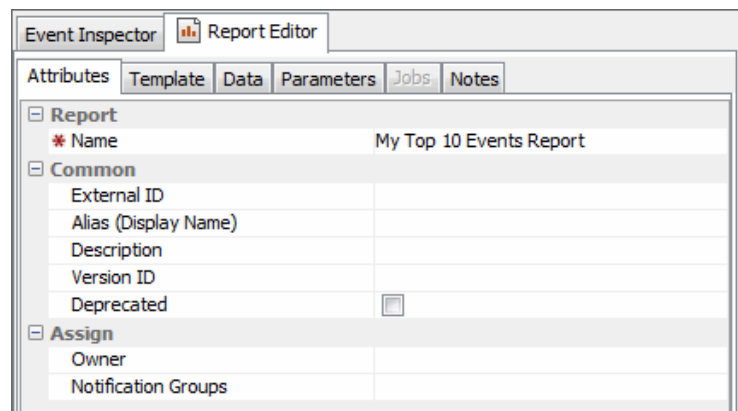 Event Inspector Report Editor
Attributes Template Data Parameters Jobs Notes
Report
* Name My Top 10 Events Report
Common
External ID
Alias (Display Name)
Description
Version ID
Deprecated
Assign
Owner
Notification Groups